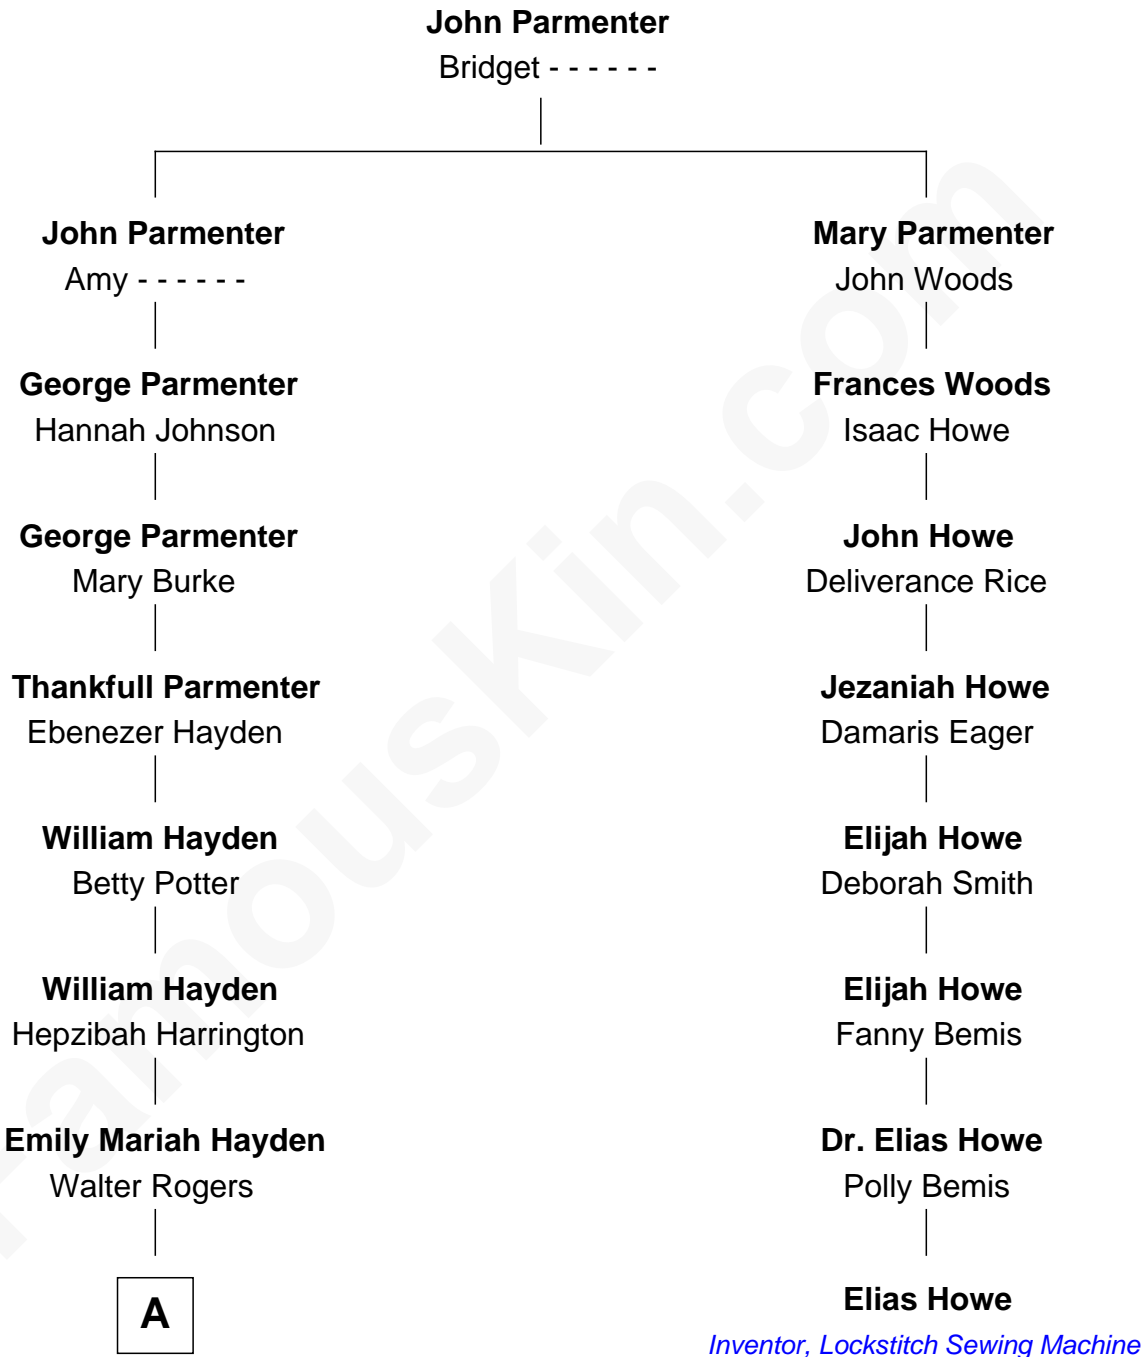 John Parmenter
Bridget - - - - - -
John Parmenter
Amy - - - - - -
Mary Parmenter
John Woods
George Parmenter
Hannah Johnson
Frances Woods
Isaac Howe
George Parmenter
Mary Burke
John Howe
Deliverance Rice
Thankfull Parmenter
Ebenezer Hayden
Jezaniah Howe
Damaris Eager
William Hayden
Betty Potter
Elijah Howe
Deborah Smith
William Hayden
Hepzibah Harrington
Elijah Howe
Fanny Bemis
Emily Mariah Hayden
Walter Rogers
Dr. Elias Howe
Polly Bemis
A
Elias Howe
Inventor, Lockstitch Sewing Machine
FamousKin.com